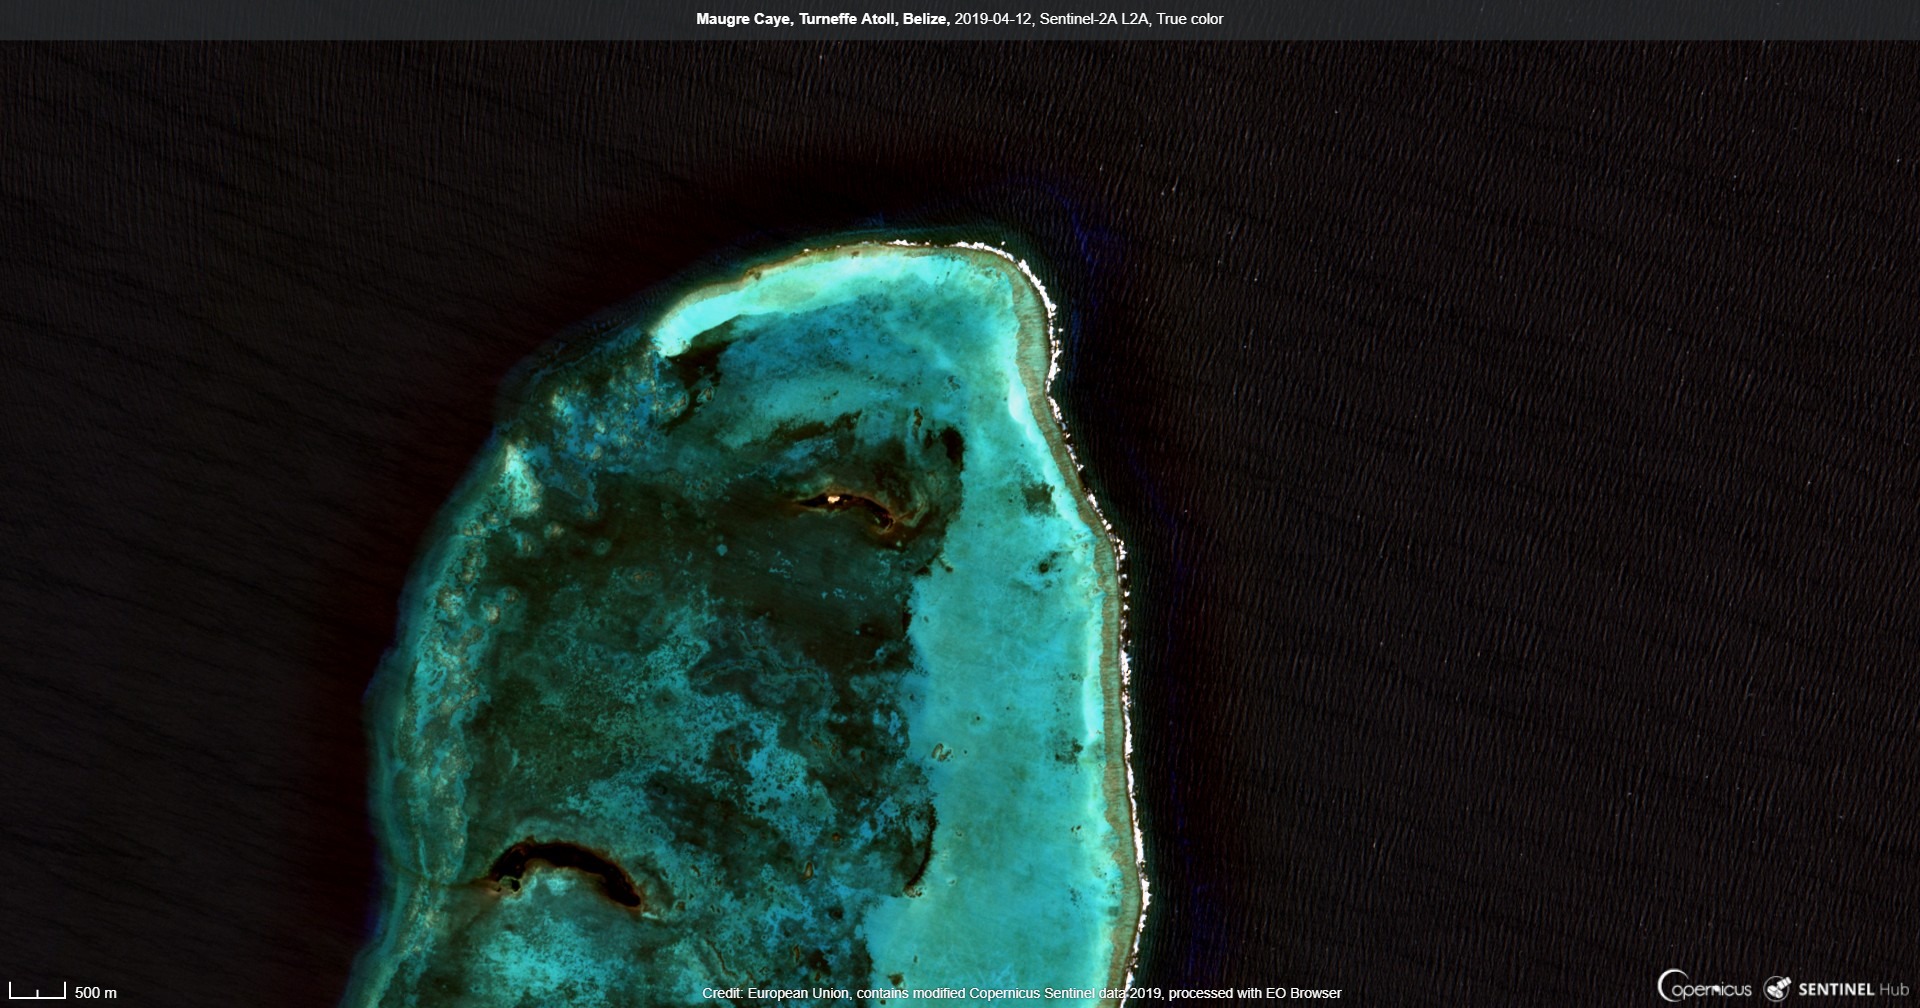 Maugre Caye, Turneffe Atoll, Belize, 2019-04-12, Sentinel-2A L2A, True color
500 m
Credit: European Union, contains modified Copernicus Sentinel data 2019, processed with EO Browser
Copernicus
SENTINEL Hub